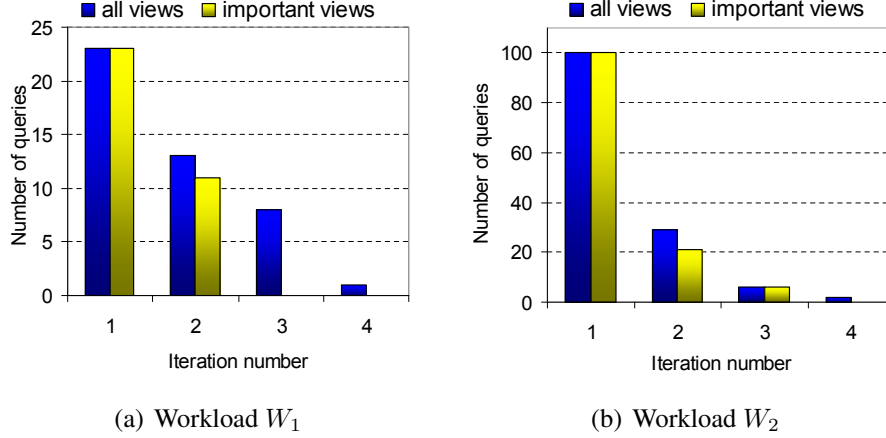 all views important views
25
20
15
10
5
0
Number of queries
1 2 3 4
Iteration number
(a) Workload W1
all views important views
100
80
60
40
20
0
Number of queries
1 2 3 4
Iteration number
(b) Workload W2